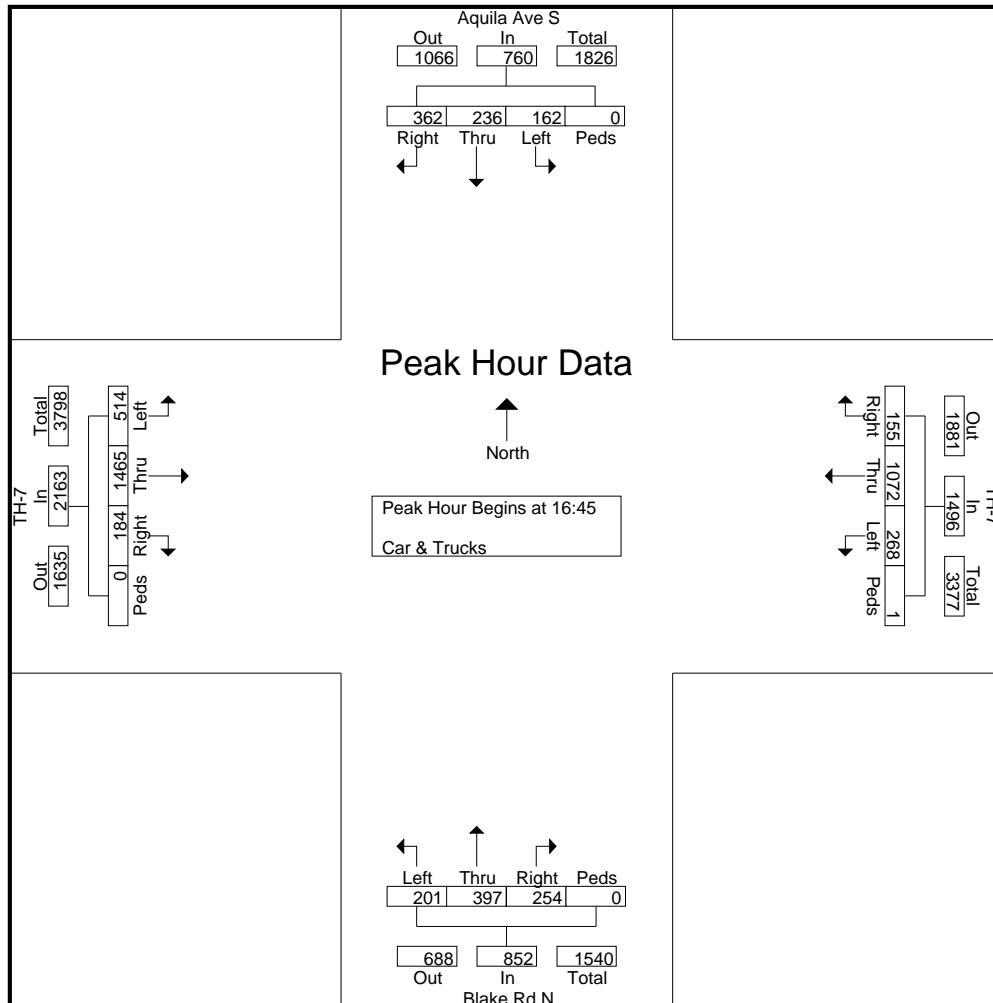 Aquila Ave S
Out In Total
1066 760 1826
362 236 162 0
Right Thru Left Peds
Peak Hour Data
North
Peak Hour Begins at 16:45
Car & Trucks
TH-7
Total In Out
3798 2163 1635
514 1465 184 0
Left Thru Right Peds
Right Thru Left Peds
155 1072 268 1
Out In Total
1881 1496 3377
TH-7
Left Thru Right Peds
201 397 254 0
688 852 1540
Out In Total
Blake Rd N